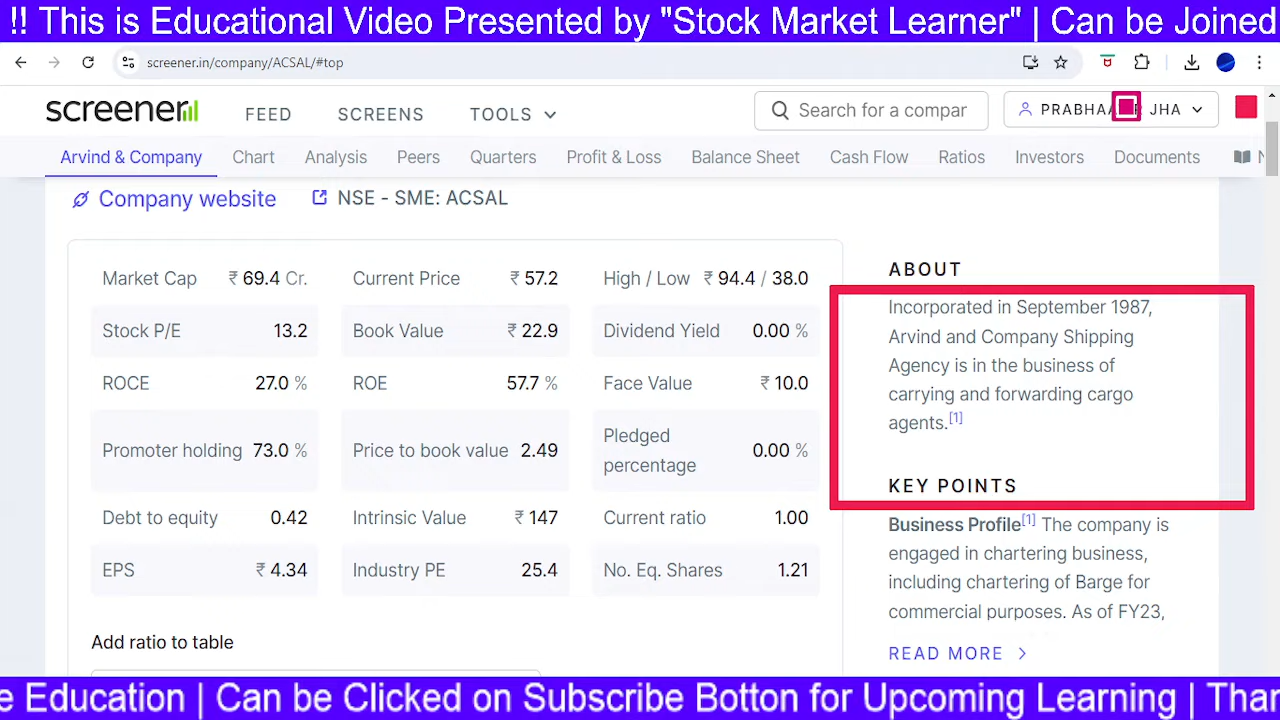 !! This is Educational Video Presented by "Stock Market Learner" | Can be Joined
screener.in/company/ACSAL/#top
screener
FEED SCREENS TOOLS
Search for a compar
JHA
Arvind & Company Chart Analysis Peers Quarters Profit & Loss Balance Sheet Cash Flow Ratios Investors Documents
Company website NSE - SME: ACSAL
Market Cap ₹ 69.4 Cr. Current Price ₹ 57.2 High / Low ₹ 94.4 / 38.0
Stock P/E 13.2 Book Value ₹ 22.9 Dividend Yield 0.00 %
ROCE 27.0 % ROE 57.7 % Face Value ₹ 10.0
Promoter holding 73.0 % Price to book value 2.49 Pledged percentage 0.00 %
Debt to equity 0.42 Intrinsic Value ₹ 147 Current ratio 1.00
EPS ₹ 4.34 Industry PE 25.4 No. Eq. Shares 1.21
Add ratio to table
ABOUT
Incorporated in September 1987,
Arvind and Company Shipping
Agency is in the business of
carrying and forwarding cargo
agents.[1]
KEY POINTS
Business Profile[1] The company is
engaged in chartering business,
including chartering of Barge for
commercial purposes. As of FY23,
READ MORE
e Education | Can be Clicked on Subscribe Botton for Upcoming Learning | Thar